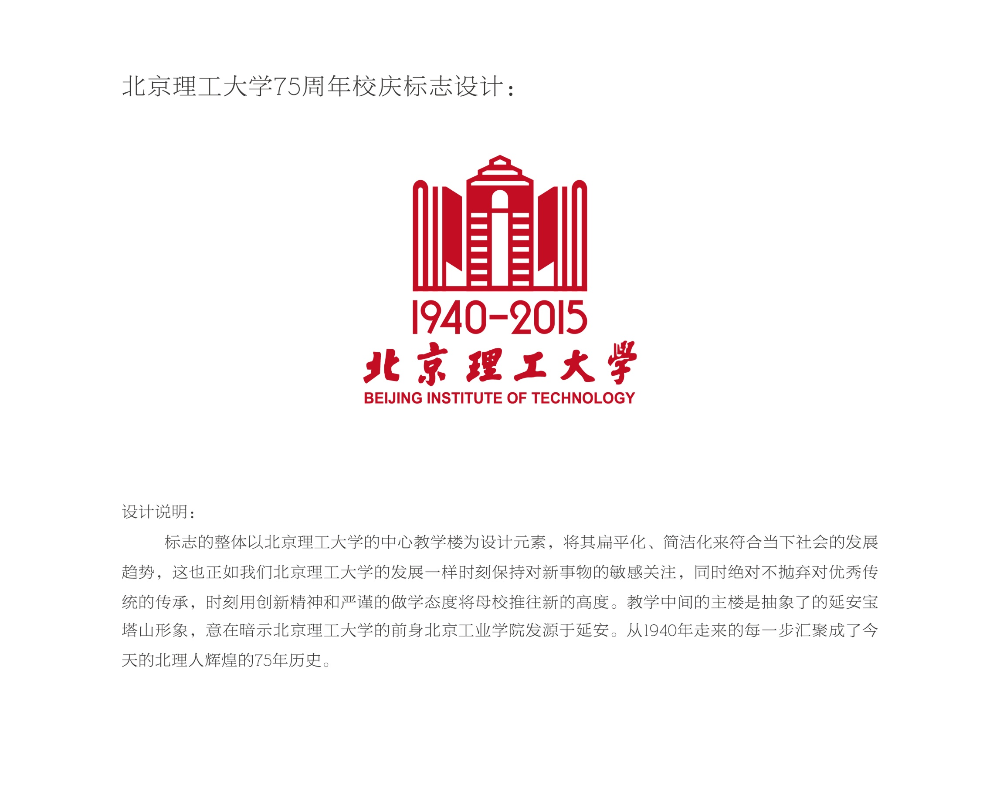 北京理工大学75周年校庆标志设计：
1940-2015
北京理工大學
BEIJING INSTITUTE OF TECHNOLOGY
设计说明：
标志的整体以北京理工大学的中心教学楼为设计元素，将其扁平化、简洁化来符合当下社会的发展
趋势，这也正如我们北京理工大学的发展一样时刻保持对新事物的敏感关注，同时绝对不抛弃对优秀传
统的传承，时刻用创新精神和严谨的做学态度将母校推往新的高度。教学中间的主楼是抽象了的延安宝
塔山形象，意在暗示北京理工大学的前身北京工业学院发源于延安。从1940年走来的每一步汇聚成了今
天的北理人辉煌的75年历史。